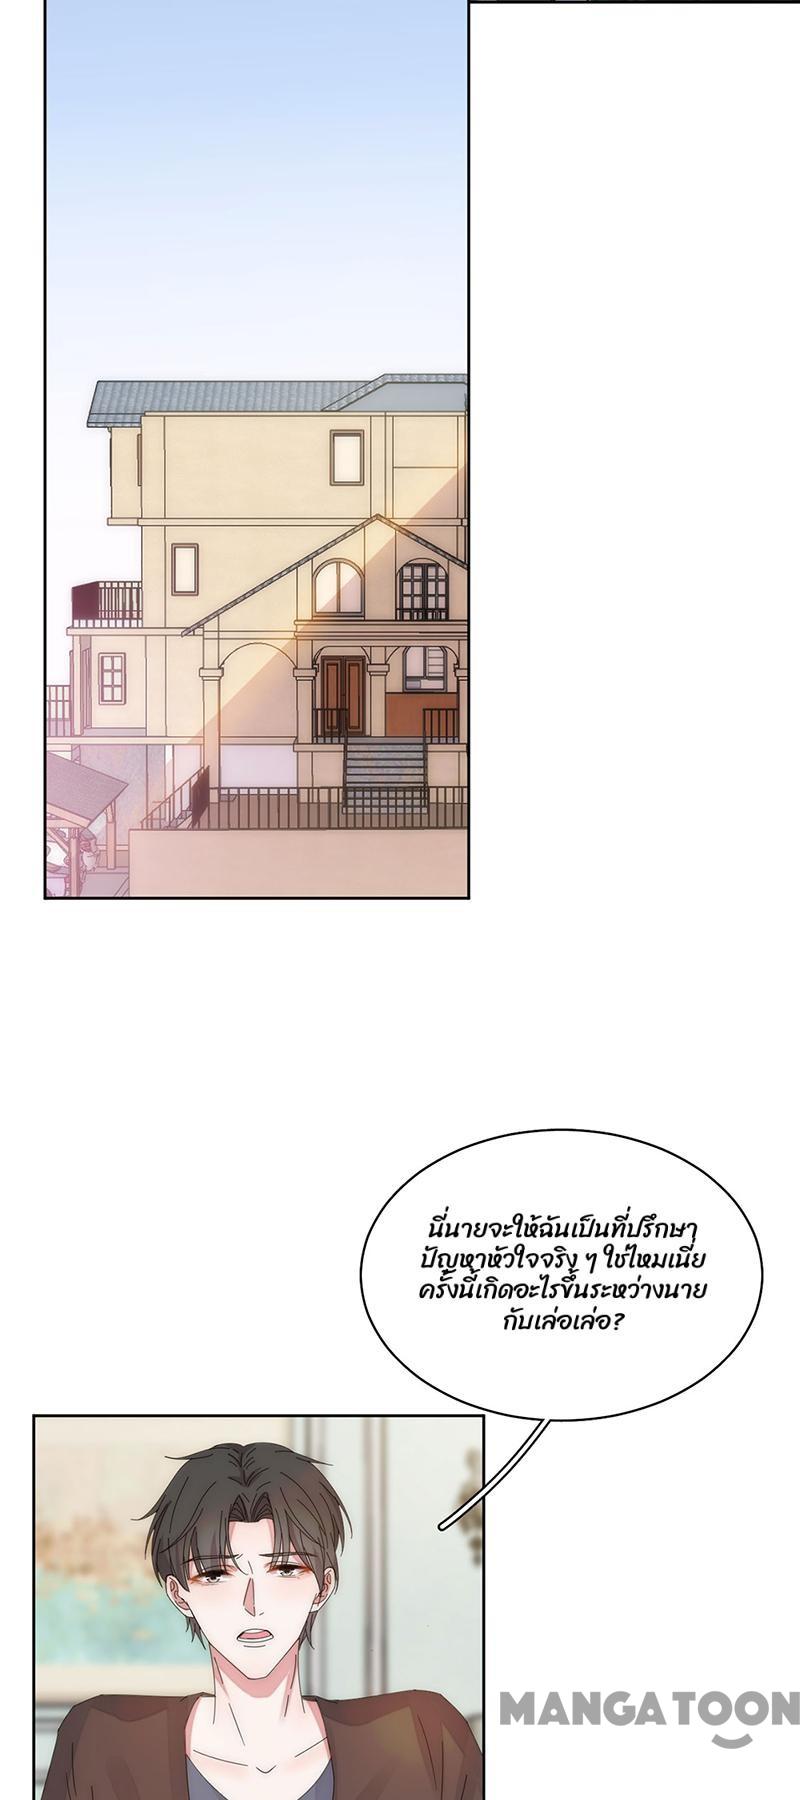 นี่นายจะให้ฉันเป็นที่ปรึกษา
ปัญหาหัวใจจริง ๆ ใช่ไหมเนี่ย
ครั้งนี้เกิดอะไรขึ้นระหว่างนาย
กับเล่อเล่อ?
MANGATOON